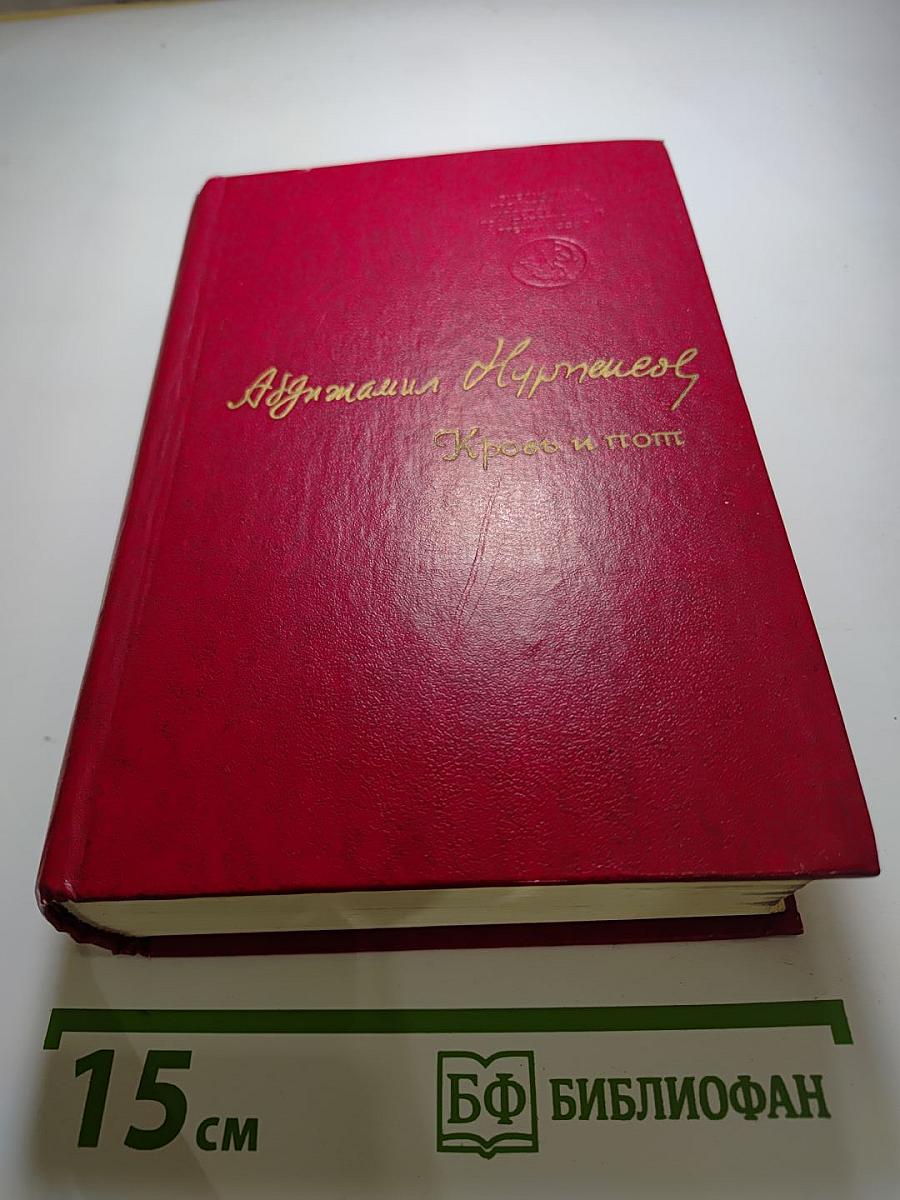 Абдижамил Нурпеисов
Кровь и пот
15 см
БФ БИБЛИОФАН